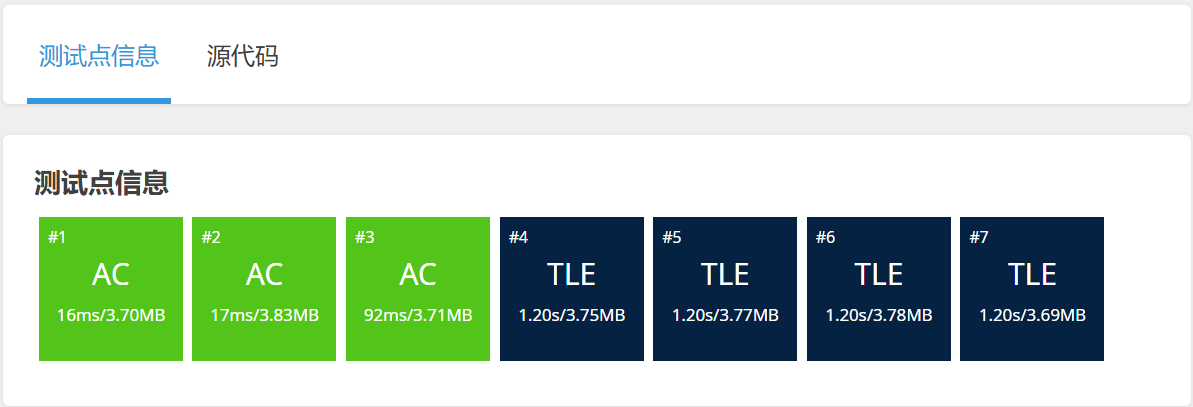 测试点信息 源代码
测试点信息
#1 #2 #3 #4 #5 #6 #7
AC AC AC TLE TLE TLE TLE
16ms/3.70MB 17ms/3.83MB 92ms/3.71MB 1.20s/3.75MB 1.20s/3.77MB 1.20s/3.78MB 1.20s/3.69MB